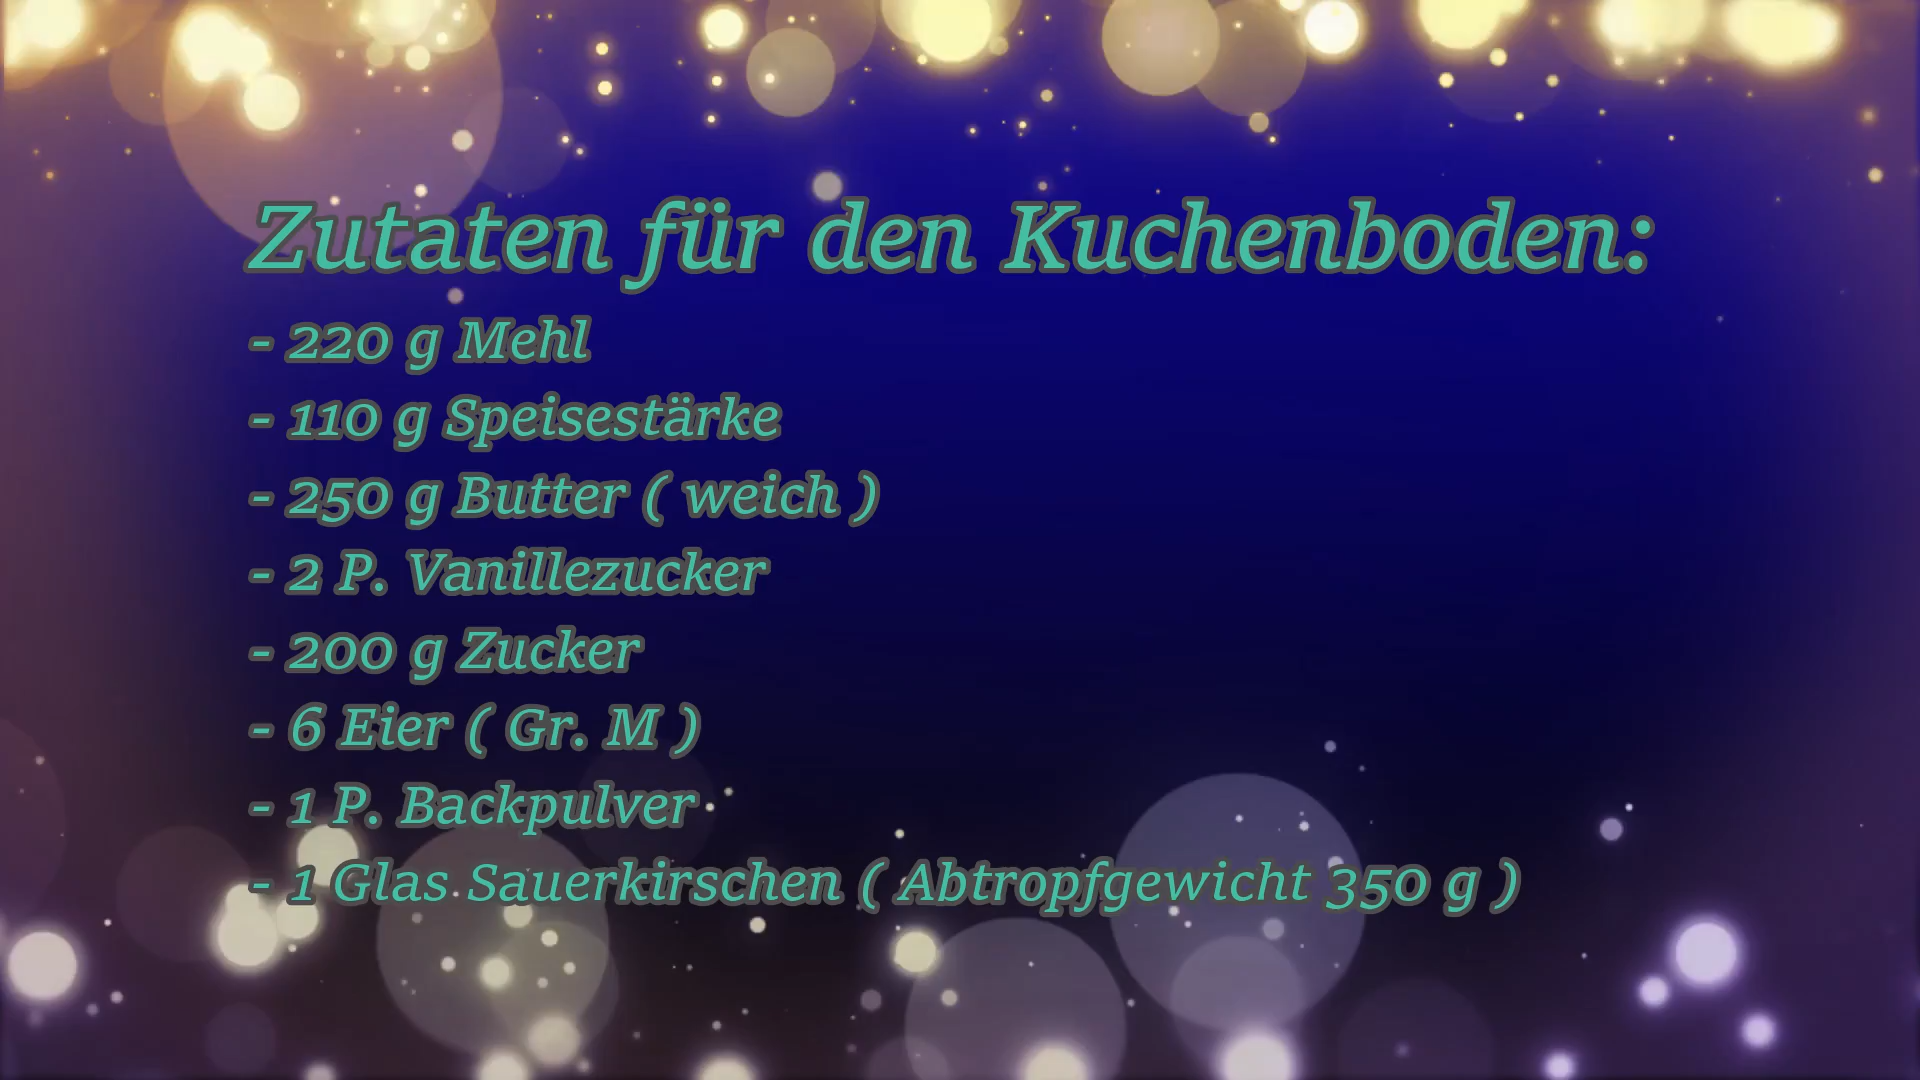 Zutaten für den Kuchenboden:
- 220 g Mehl
- 110 g Speisestärke
- 250 g Butter ( weich )
- 2 P. Vanillezucker
- 200 g Zucker
- 6 Eier ( Gr. M )
- 1 P. Backpulver
- 1 Glas Sauerkirschen ( Abtropfgewicht 350 g )